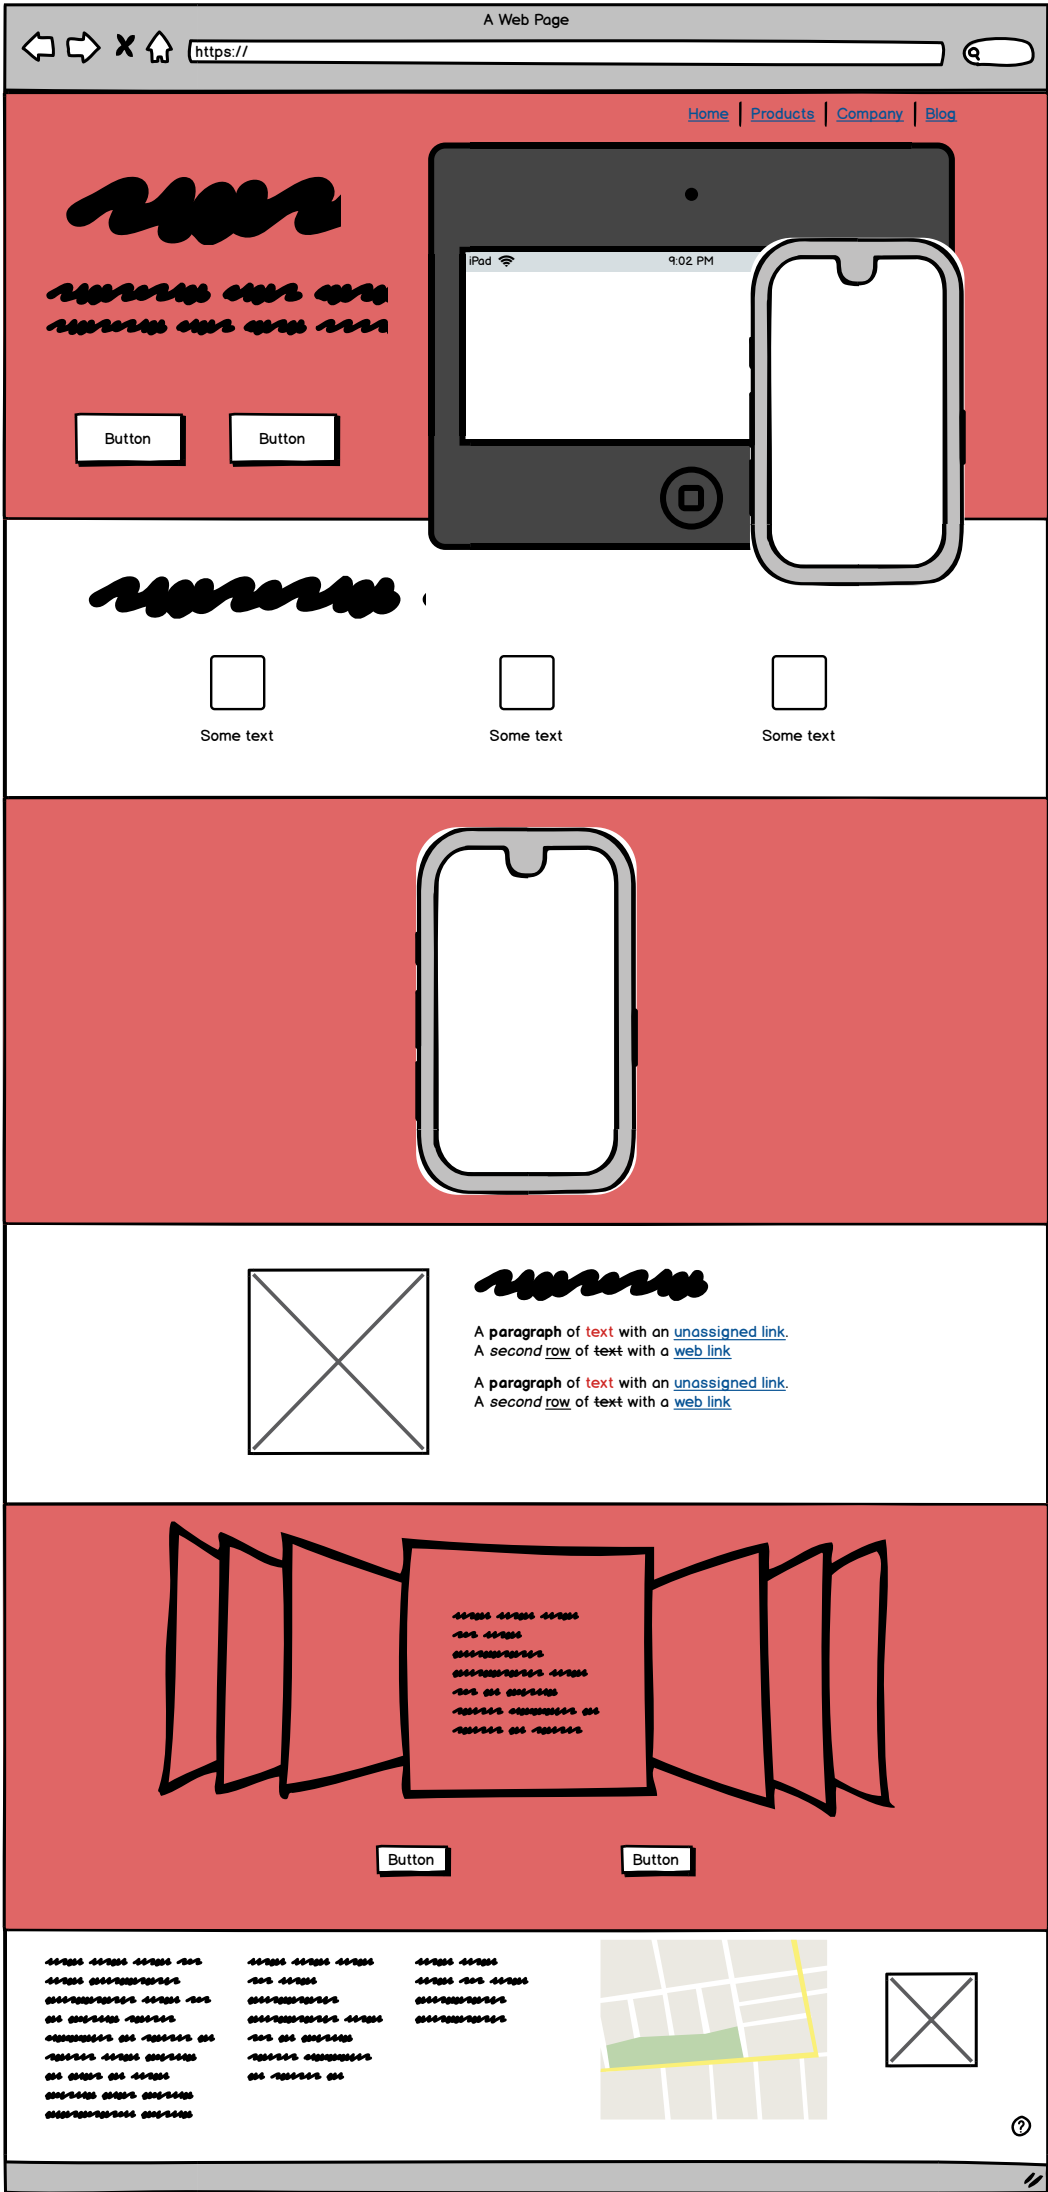 A Web Page
https://
Home Products Company Blog
iPad 9:02 PM
Button Button
Some text Some text Some text
A paragraph of text with an unassigned link.
A second row of text with a web link
A paragraph of text with an unassigned link.
A second row of text with a web link
Button Button
?